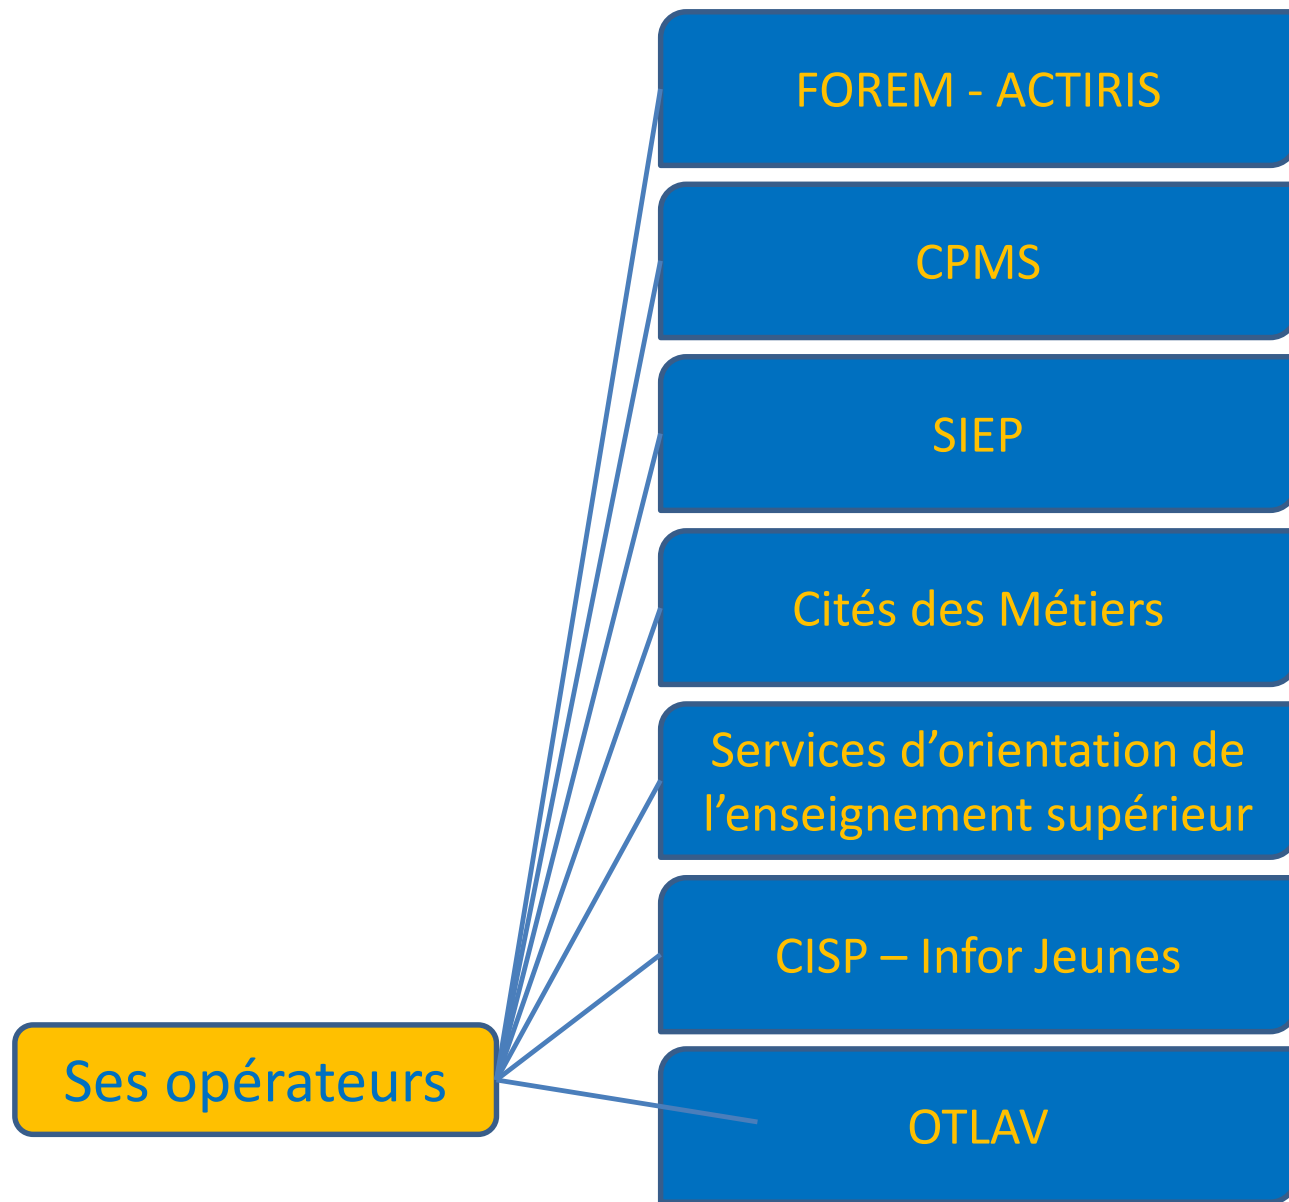 FOREM - ACTIRIS
CPMS
SIEP
Cités des Métiers
Services d’orientation de
l’enseignement supérieur
CISP – Infor Jeunes
Ses opérateurs
OTLAV